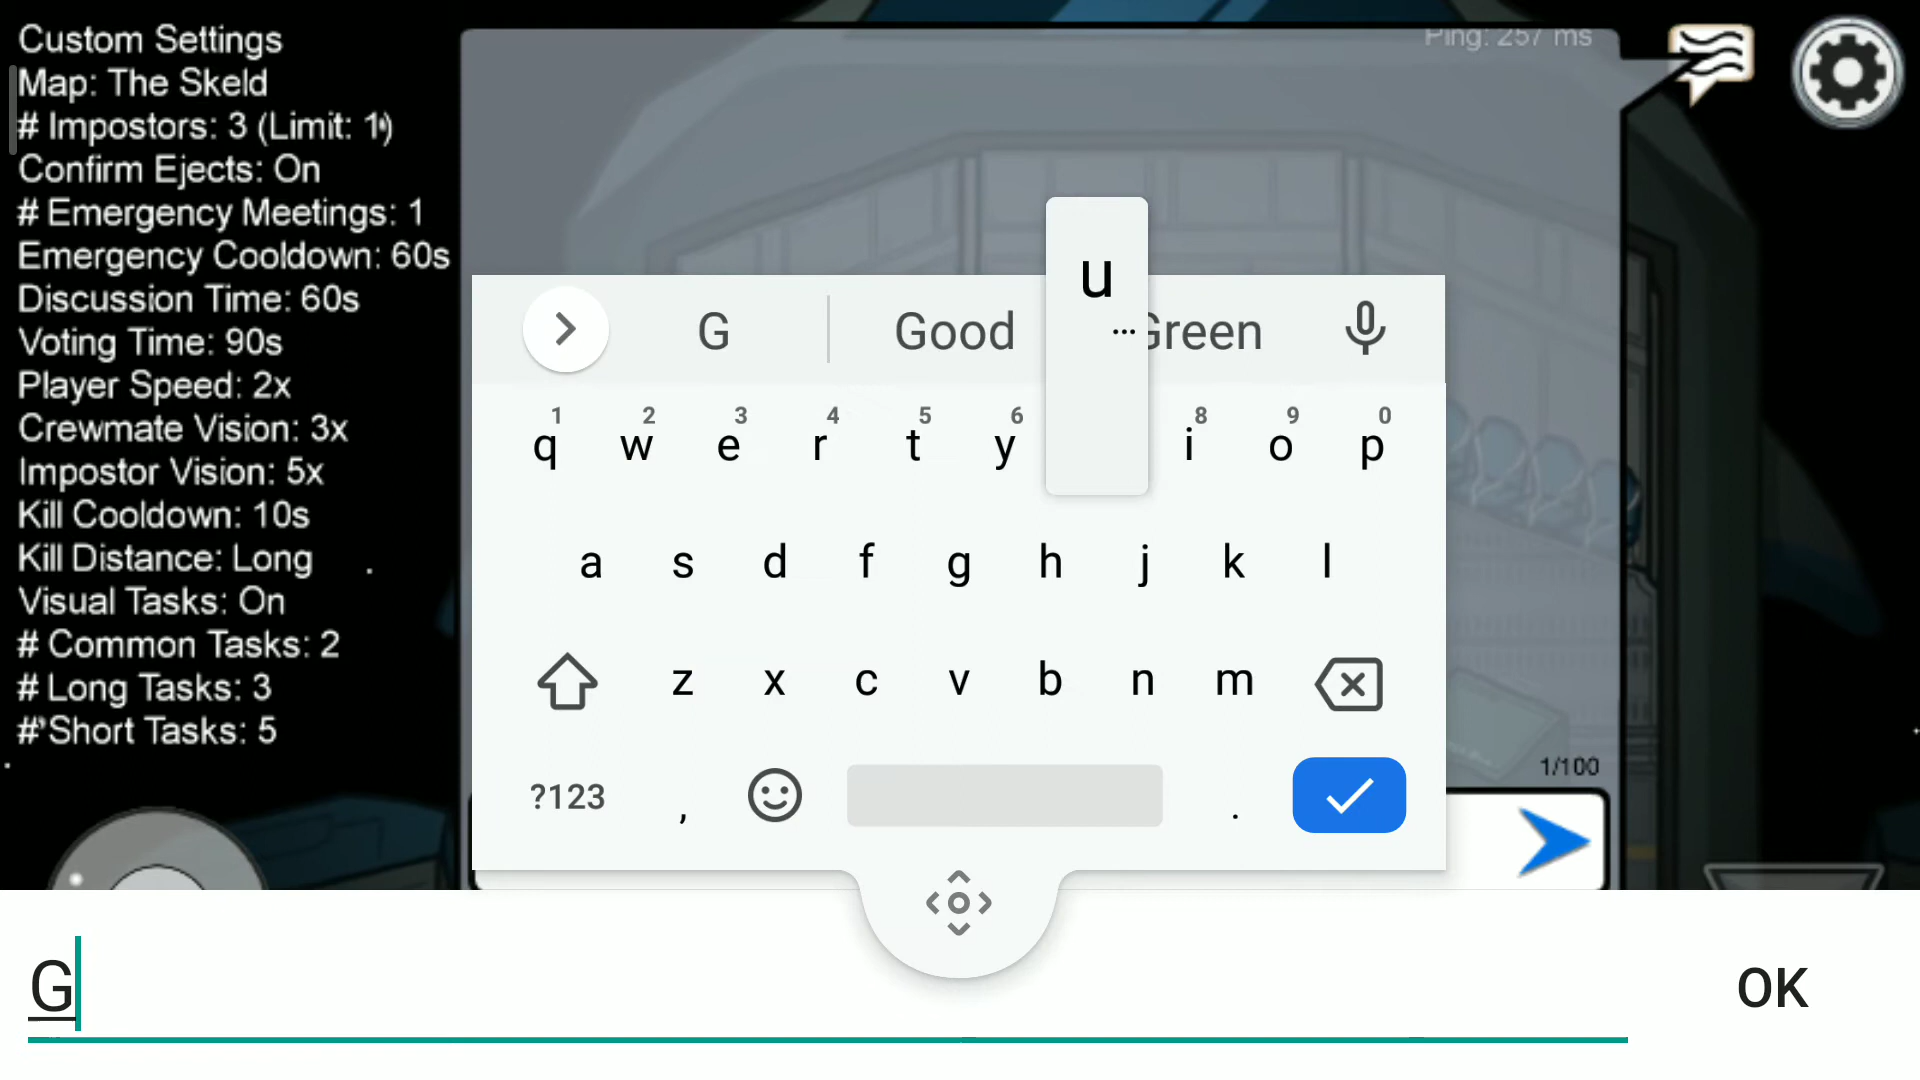 Custom Settings
Map: The Skeld
# Impostors: 3 (Limit: 1)
Confirm Ejects: On
# Emergency Meetings: 1
Emergency Cooldown: 60s
Discussion Time: 60s
Voting Time: 90s
Player Speed: 2x
Crewmate Vision: 3x
Impostor Vision: 5x
Kill Cooldown: 10s
Kill Distance: Long
Visual Tasks: On
# Common Tasks: 2
# Long Tasks: 3
# Short Tasks: 5
Ping: 257 ms
u
...
G Good Green
1 2 3 4 5 6 8 9 0
q w e r t y i o p
a s d f g h j k l
z x c v b n m
?123 , .
1/100
G
OK